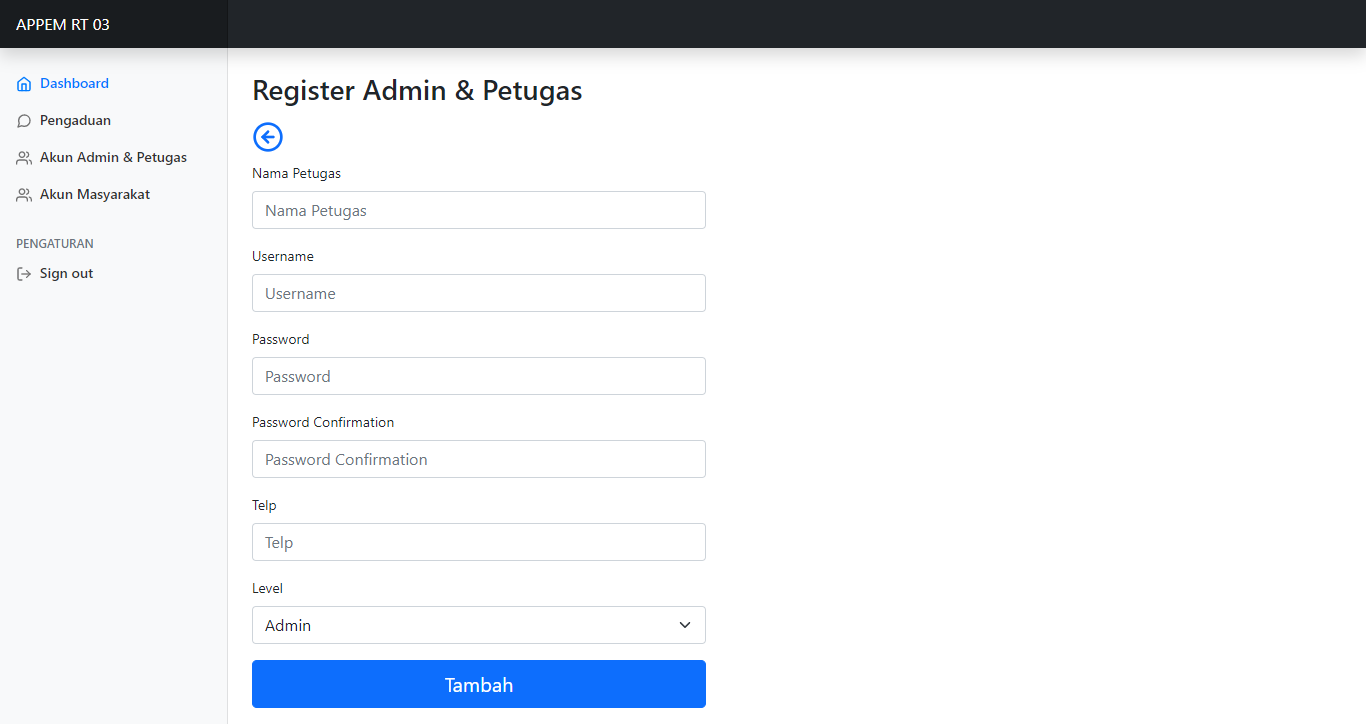 APPEM RT 03
Dashboard
Pengaduan
Akun Admin & Petugas
Akun Masyarakat
PENGATURAN
Sign out
Register Admin & Petugas
Nama Petugas
Nama Petugas
Username
Username
Password
Password
Password Confirmation
Password Confirmation
Telp
Telp
Level
Admin
Tambah